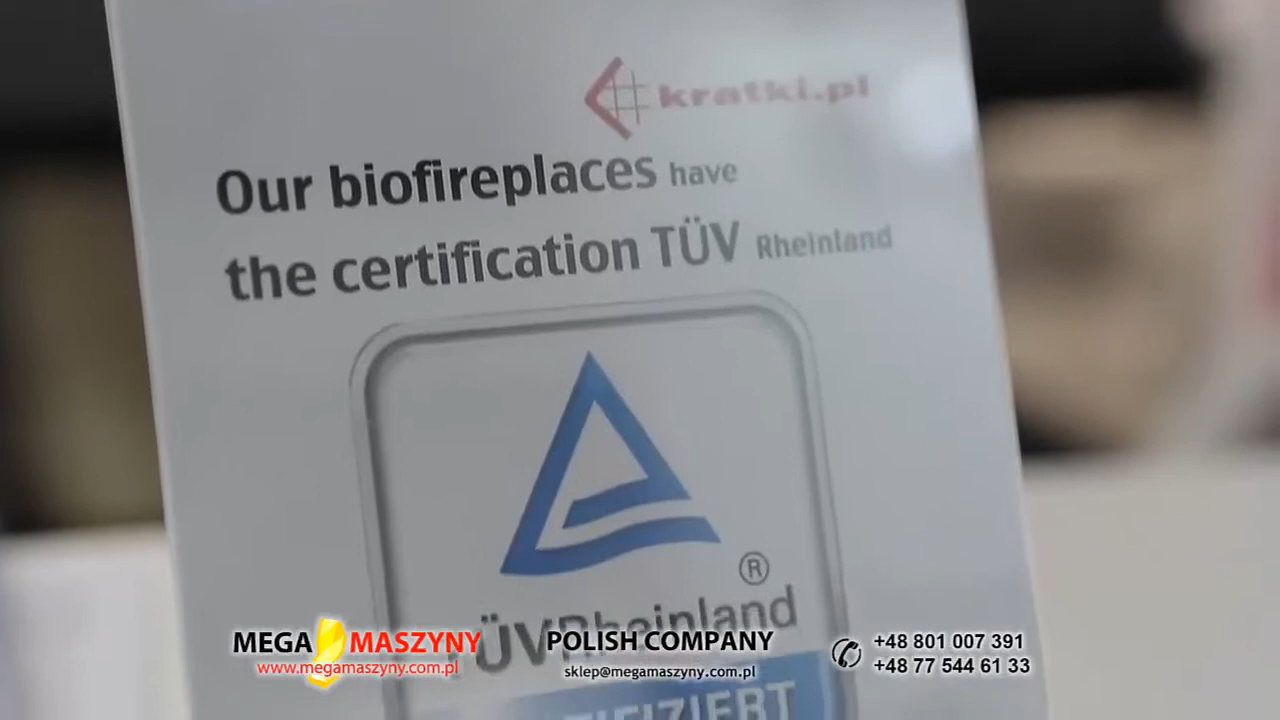 kratki.pl
Our biofireplaces have
the certification TÜV Rheinland
®
TÜVRheinland
MEGA MASZYNY
www.megamaszyny.com.pl
POLISH COMPANY
sklep@megamaszyny.com.pl
+48 801 007 391
+48 77 544 61 33